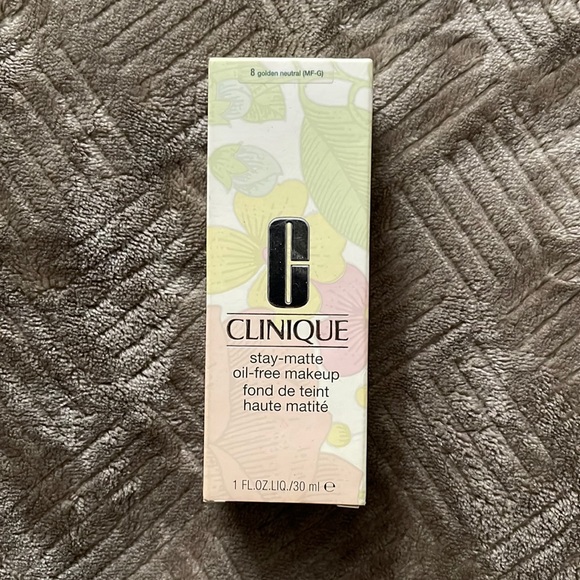 8 golden neutral (MF-G)
C
CLINIQUE
stay-matte
oil-free makeup
fond de teint
haute matité
1 FL.OZ.LIQ./30 ml ℮